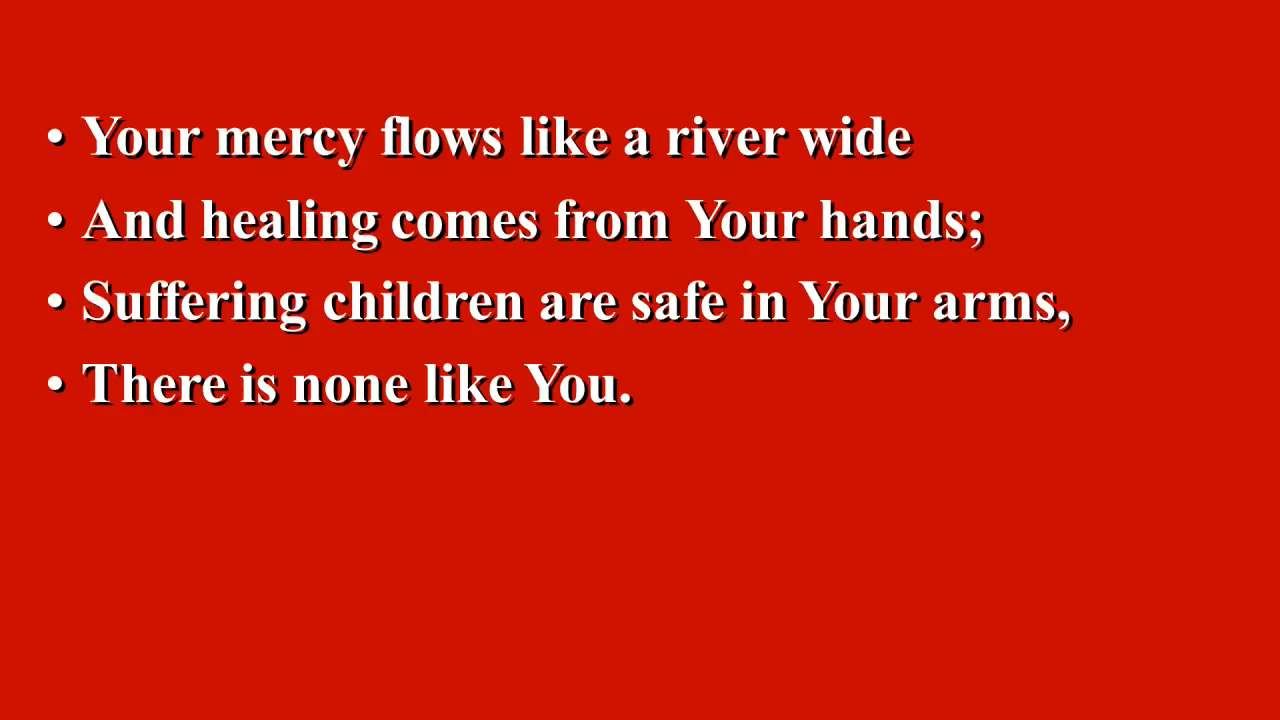 • Your mercy flows like a river wide
• And healing comes from Your hands;
• Suffering children are safe in Your arms,
• There is none like You.